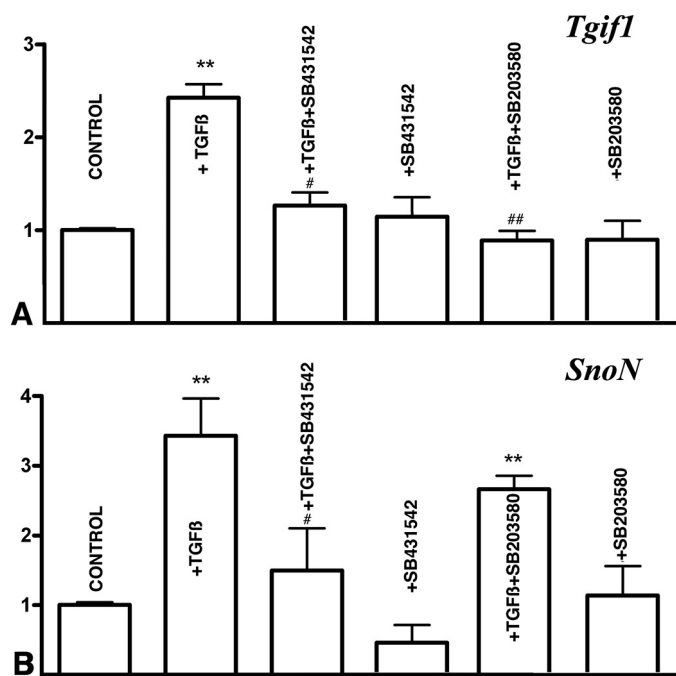 Tgif1
3
2
1
CONTROL
**
+ TGFß
+TGFß+SB431542
#
+SB431542
+TGFß+SB203580
##
+SB203580
A
SnoN
4
3
2
1
CONTROL
**
+TGFß
+TGFß+SB431542
#
+SB431542
**
+TGFß+SB203580
+SB203580
B